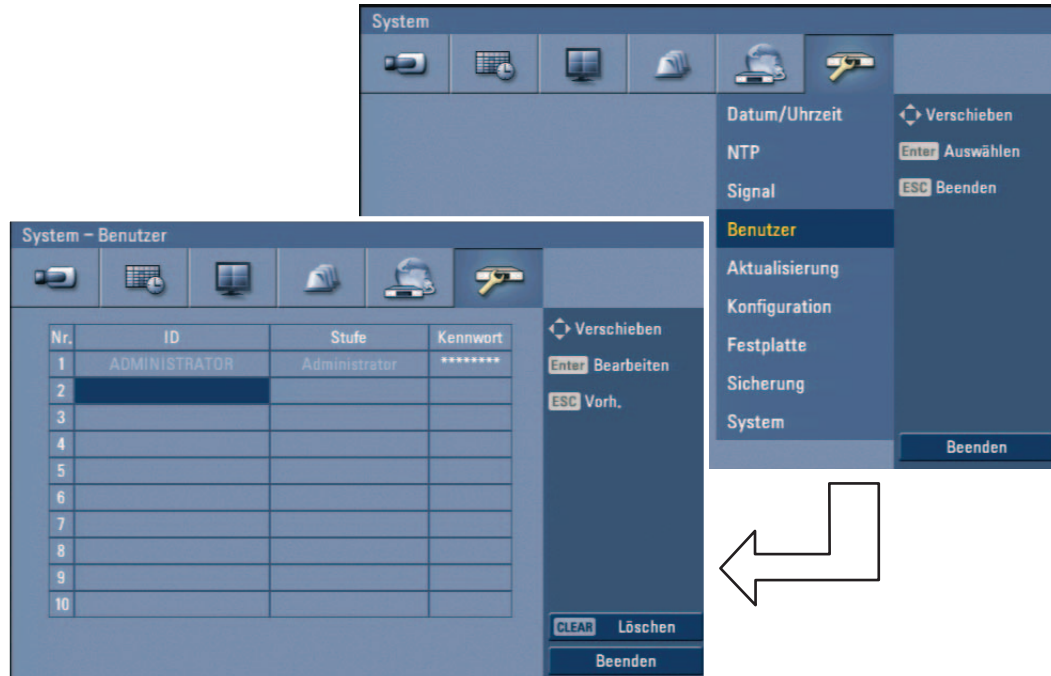 System
Datum/Uhrzeit
NTP
Signal
Benutzer
Aktualisierung
Konfiguration
Festplatte
Sicherung
System
Verschieben
Enter Auswählen
ESC Beenden
Beenden
System – Benutzer
Nr. ID Stufe Kennwort
1 ADMINISTRATOR Administrator ********
2
3
4
5
6
7
8
9
10
Verschieben
Enter Bearbeiten
ESC Vorh.
CLEAR Löschen
Beenden